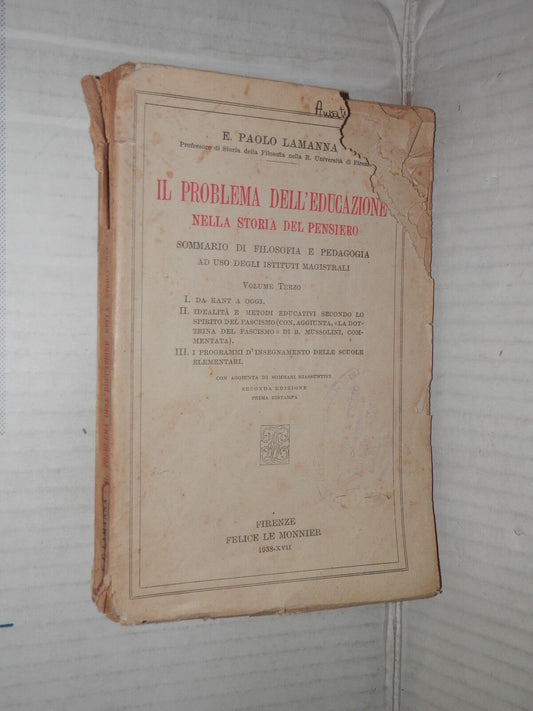 E. PAOLO LAMANNA
Professore di Storia della Filosofia nella R. Università di Firenze
IL PROBLEMA DELL'EDUCAZIONE
NELLA STORIA DEL PENSIERO
SOMMARIO DI FILOSOFIA E PEDAGOGIA
AD USO DEGLI ISTITUTI MAGISTRALI
VOLUME TERZO
I. DA KANT A OGGI.
II. IDEALITÀ E METODI EDUCATIVI SECONDO LO
SPIRITO DEL FASCISMO (CON, AGGIUNTA, «LA DOT-
TRINA DEL FASCISMO» DI B. MUSSOLINI, COM-
MENTATA).
III. I PROGRAMMI D'INSEGNAMENTO DELLE SCUOLE
ELEMENTARI.
CON AGGIUNTA DI SOMMARI RIASSUNTIVI
SECONDA EDIZIONE
PRIMA RISTAMPA
FIRENZE
FELICE LE MONNIER
1938-XVII